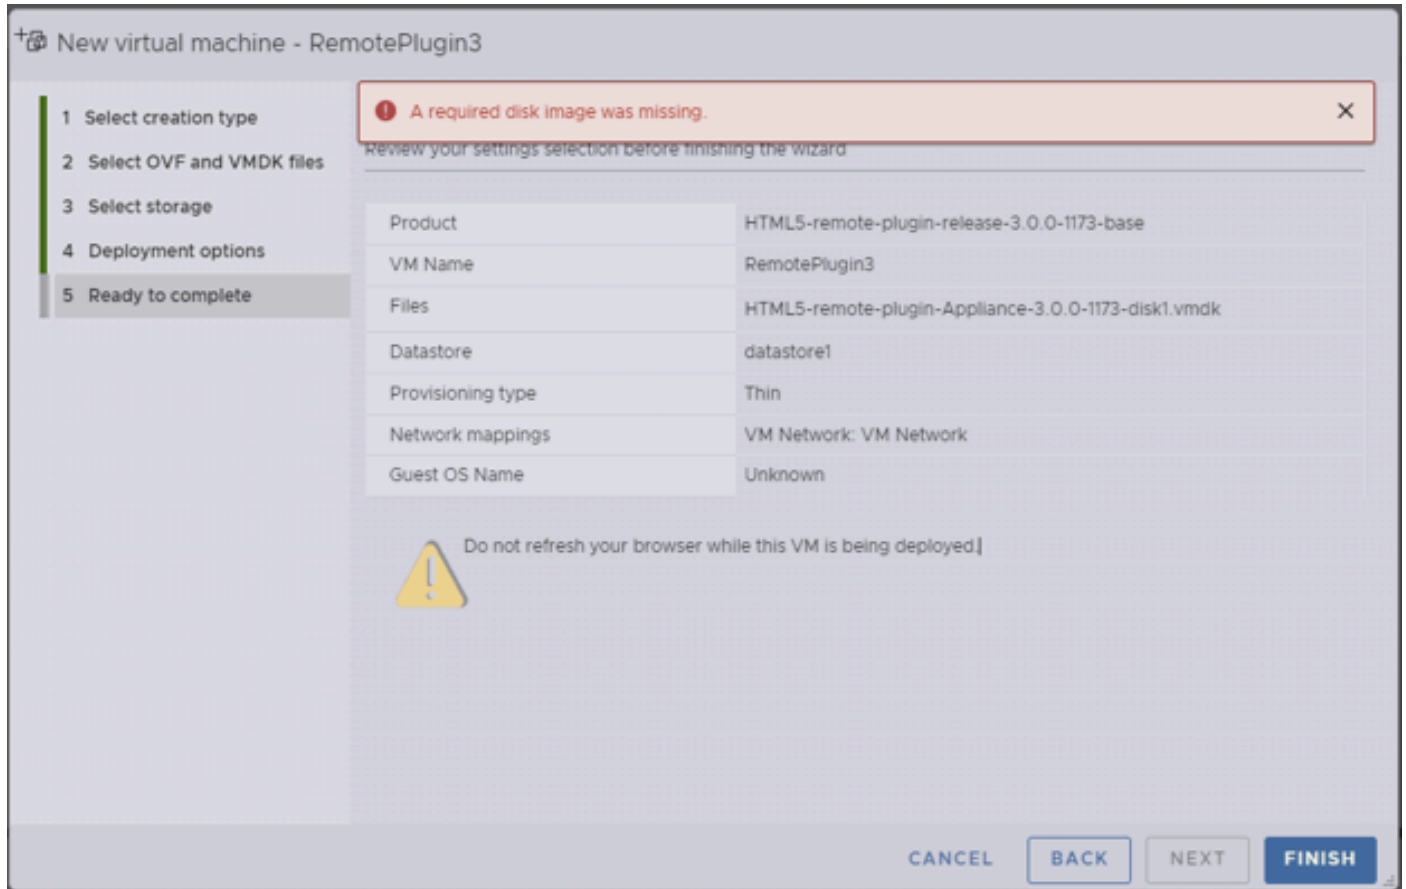 New virtual machine - RemotePlugin3
1 Select creation type
2 Select OVF and VMDK files
3 Select storage
4 Deployment options
5 Ready to complete
A required disk image was missing.
Review your settings selection before finishing the wizard
Product HTML5-remote-plugin-release-3.0.0-1173-base
VM Name RemotePlugin3
Files HTML5-remote-plugin-Appliance-3.0.0-1173-disk1.vmdk
Datastore datastore1
Provisioning type Thin
Network mappings VM Network: VM Network
Guest OS Name Unknown
Do not refresh your browser while this VM is being deployed.
CANCEL BACK NEXT FINISH